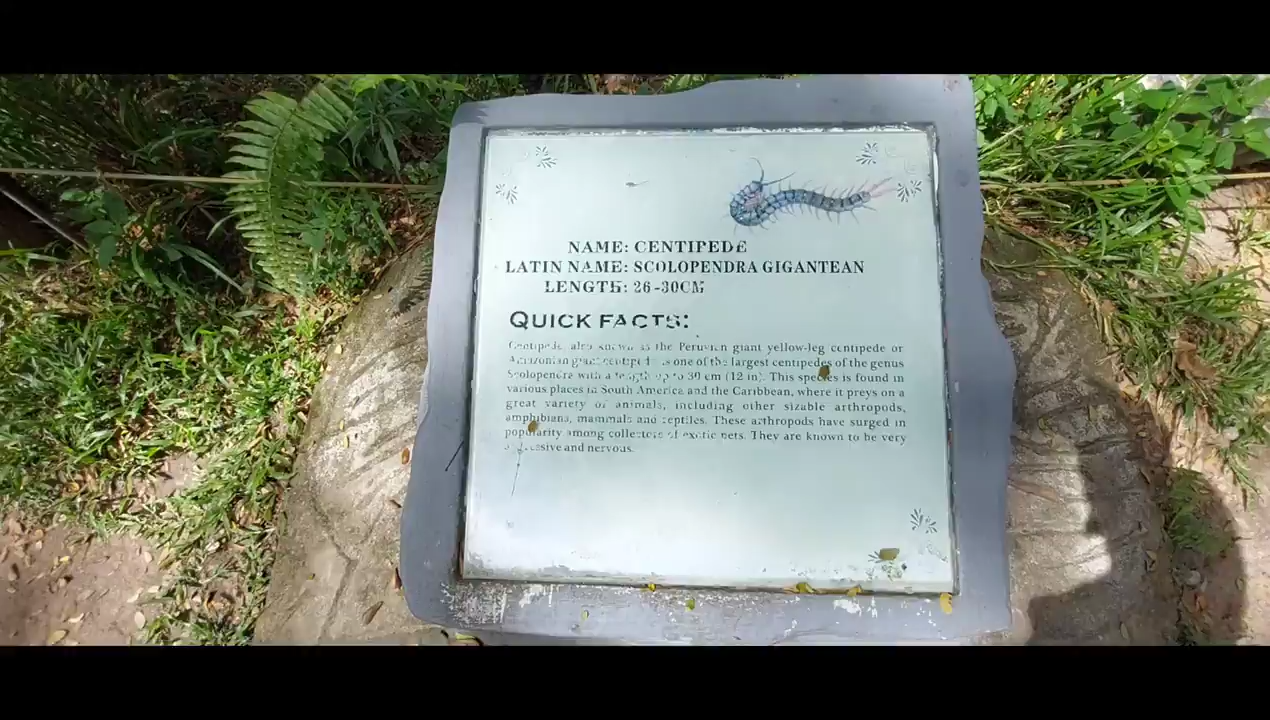 NAME: CENTIPEDE
LATIN NAME: SCOLOPENDRA GIGANTEAN
LENGTH: 26-30CM
QUICK FACTS:
Centipede, also known as the Peruvian giant yellow-leg centipede or
Amazonian giant centipede is one of the largest centipedes of the genus
Scolopendra with a length up to 30 cm (12 in). This species is found in
various places in South America and the Caribbean, where it preys on a
great variety of animals, including other sizable arthropods,
amphibians, mammals and reptiles. These arthropods have surged in
popularity among collectors of exotic pets. They are known to be very
aggressive and nervous.